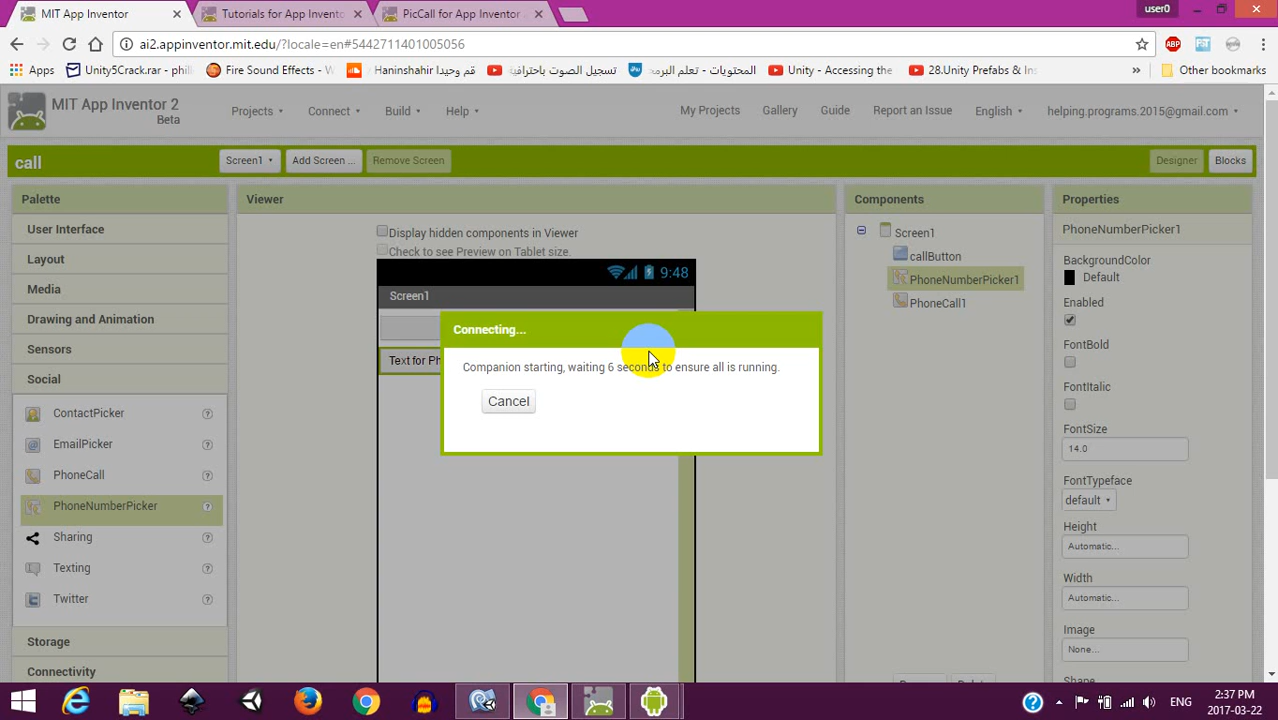 MIT App Inventor
Tutorials for App Invento
PicCall for App Inventor
user0
ai2.appinventor.mit.edu/?locale=en#5442711401005056
ABP
Apps
Unity5Crack.rar - phil
Fire Sound Effects -
Haninshahir | قم وحيدا
تسجيل الصوت باحترافية
المحتويات - تعلم البرمج
Unity - Accessing the
28.Unity Prefabs & Ins
»
Other bookmarks
MIT App Inventor 2
Beta
Projects
Connect
Build
Help
My Projects
Gallery
Guide
Report an Issue
English
helping.programs.2015@gmail.com
call
Screen1
Add Screen ...
Remove Screen
Designer
Blocks
Palette
Viewer
Components
Properties
User Interface
Layout
Media
Drawing and Animation
Sensors
Social
ContactPicker
EmailPicker
PhoneCall
PhoneNumberPicker
Sharing
Texting
Twitter
Storage
Connectivity
Display hidden components in Viewer
Check to see Preview on Tablet size.
9:48
Screen1
Text for Ph
Connecting...
Companion starting, waiting 6 seconds to ensure all is running.
Cancel
Screen1
callButton
PhoneNumberPicker1
PhoneCall1
PhoneNumberPicker1
BackgroundColor
Default
Enabled
FontBold
FontItalic
FontSize
14.0
FontTypeface
default
Height
Automatic...
Width
Automatic...
Image
None...
Shape
ENG
2:37 PM
2017-03-22